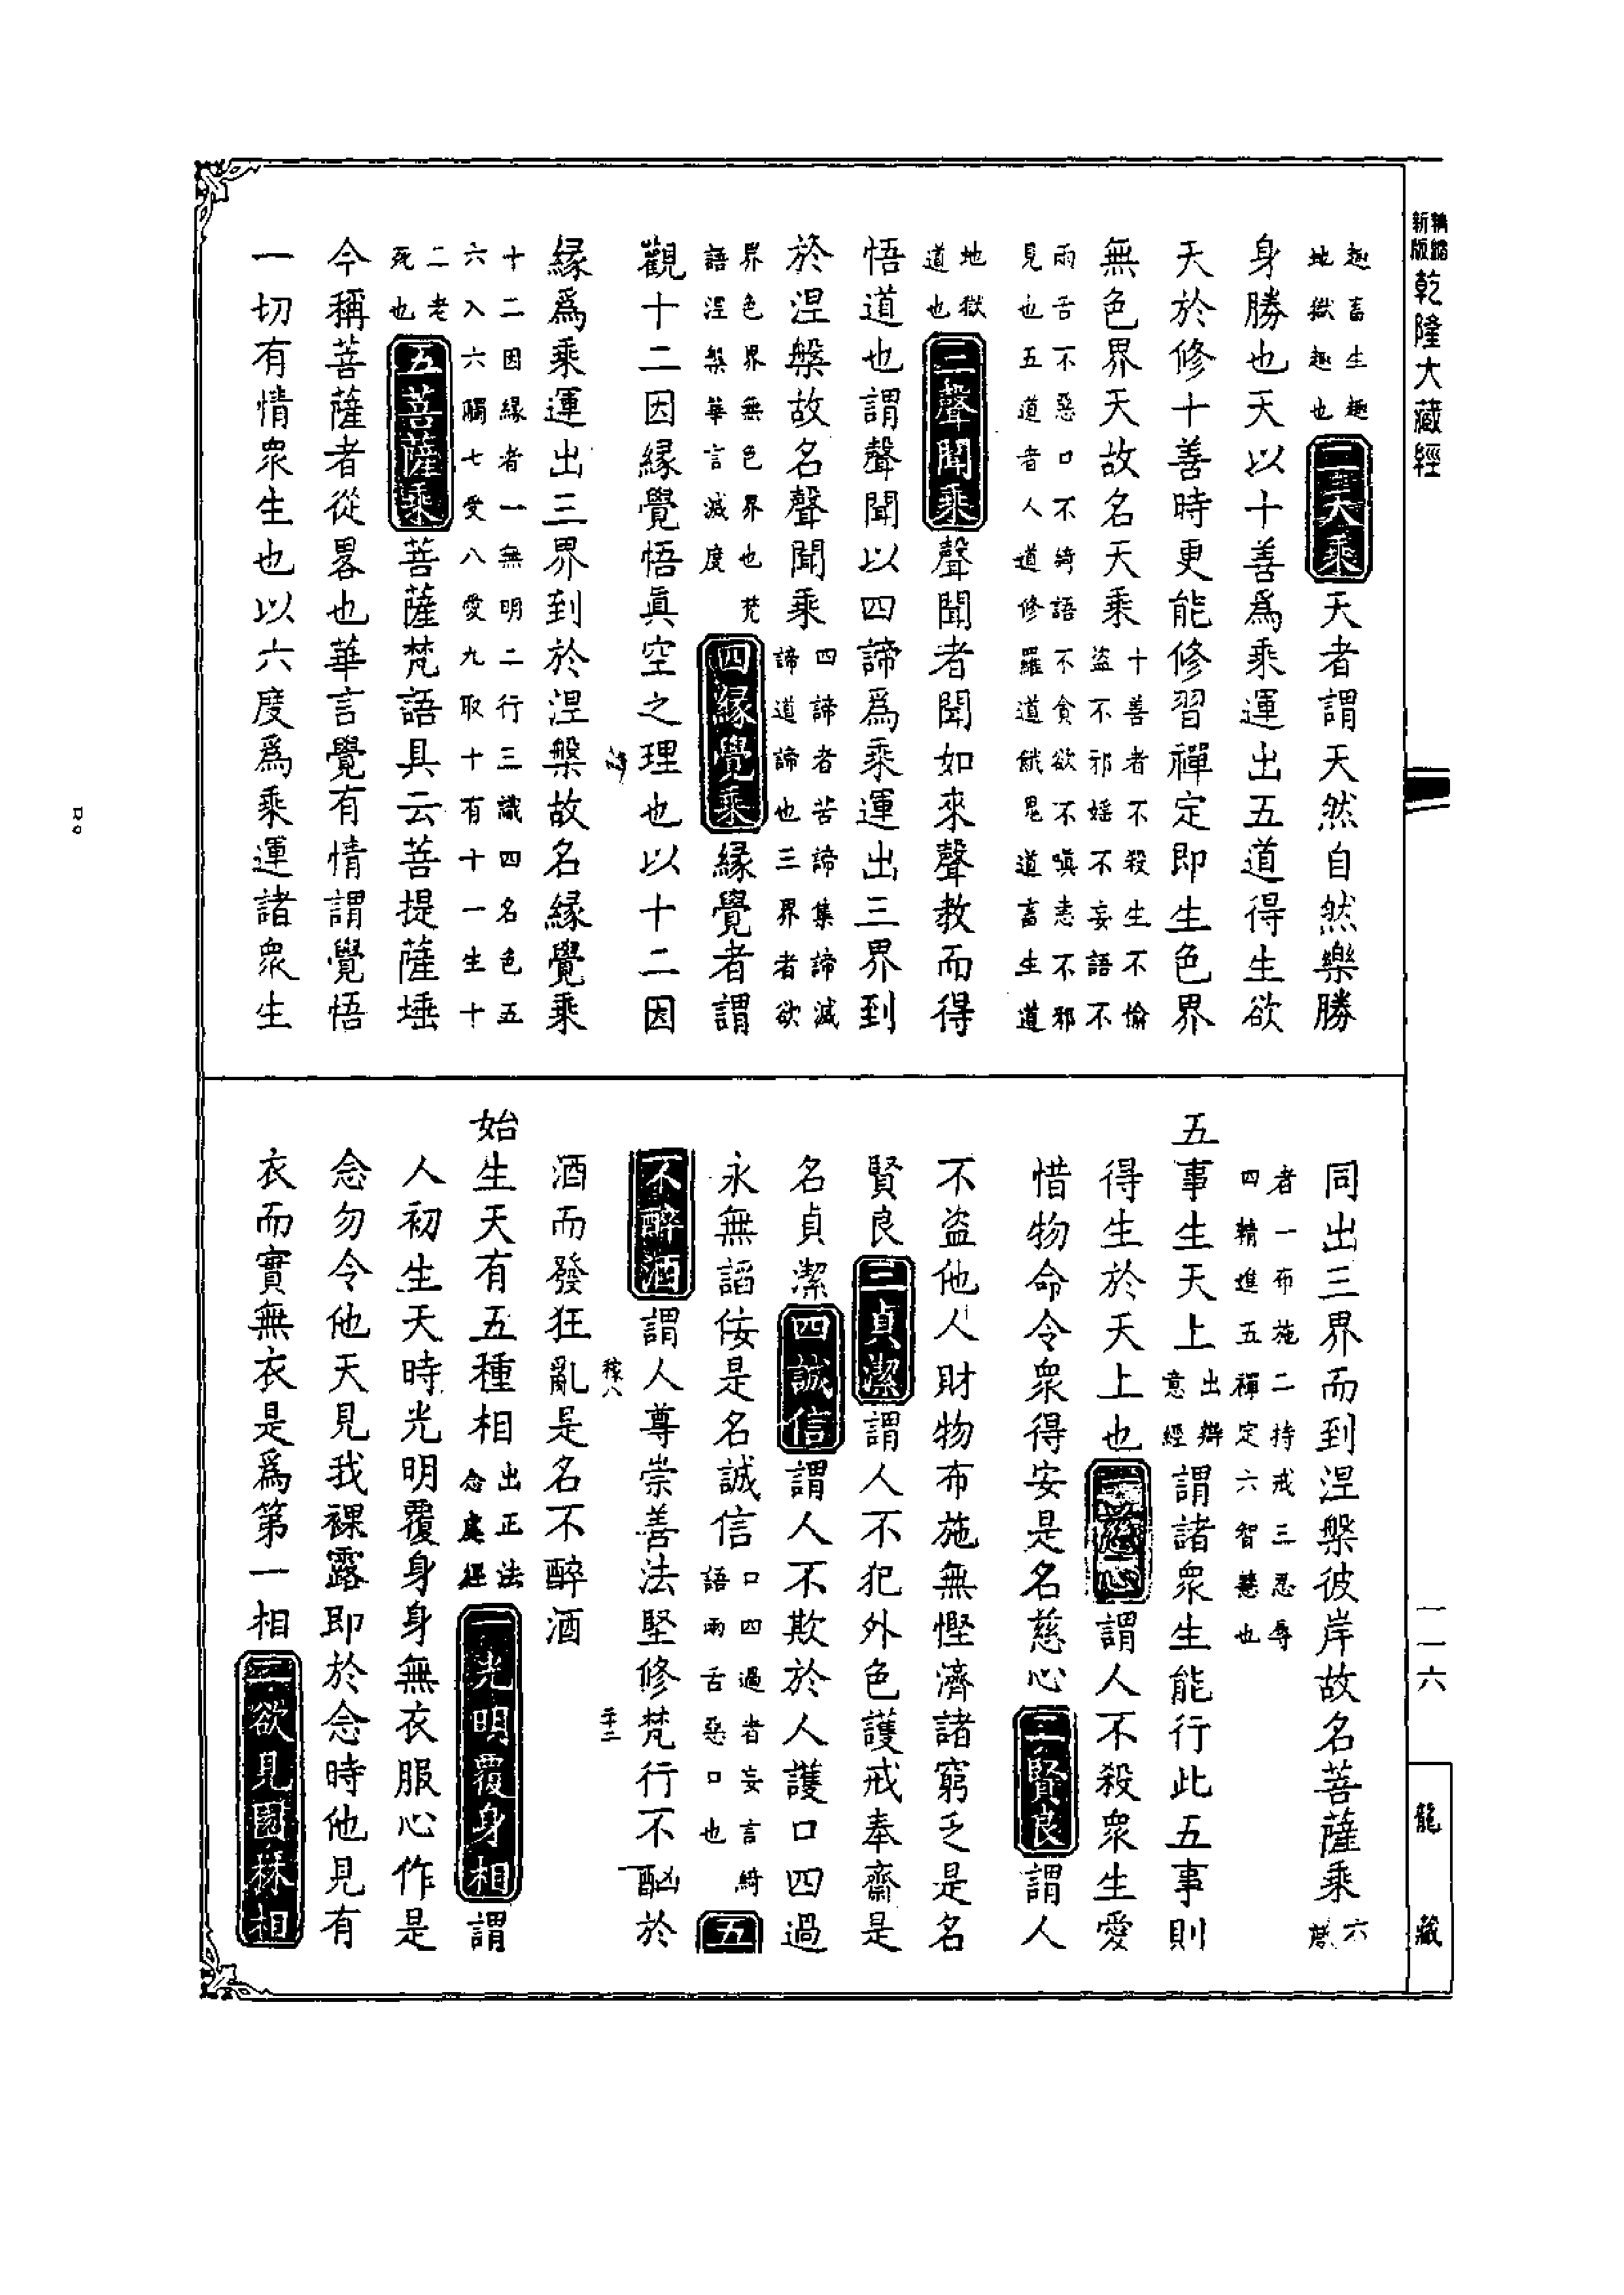 新版精縮乾隆大藏經
趣畜生趣
地獄趣也
二天乘天者謂天然自然樂勝
身勝也天以十善爲乘運出五道得生欲
天於修十善時更能修習禪定即生色界
無色界天故名天乘
十善者不殺生不偷
盜不邪婬不妄語不
兩舌不惡口不綺語不貪欲不嗔恚不邪
見也五道者人道修羅道餓鬼道畜生道
地獄
道也
三聲聞乘聲聞者聞如來聲教而得
悟道也謂聲聞以四諦爲乘運出三界到
於涅槃故名聲聞乘
四諦者苦諦集諦滅
諦道諦也三界者欲
界色界無色界也梵
語涅槃華言滅度
四緣覺乘緣覺者謂
觀十二因緣覺悟眞空之理也以十二因
緣爲乘運出三界到於涅槃故名緣覺乘
十二因緣者一無明二行三識四名色五
六入六觸七受八愛九取十有十一生十
二老
死也
五菩薩乘菩薩梵語具云菩提薩埵
今稱菩薩者從畧也華言覺有情謂覺悟
一切有情衆生也以六度爲乘運諸衆生
同出三界而到涅槃彼岸故名菩薩乘
六
度
者一布施二持戒三忍辱
四精進五禪定六智慧也
五事生天上
出辯
意經
謂諸衆生能行此五事則
得生於天上也一慈心謂人不殺衆生愛
惜物命令衆得安是名慈心二賢良謂人
不盜他人財物布施無慳濟諸窮乏是名
賢良三貞潔謂人不犯外色護戒奉齋是
名貞潔四誠信謂人不欺於人護口四過
永無諂佞是名誠信
口四過者妄言綺
語兩舌惡口也
五
不醉酒謂人尊崇善法堅修梵行不酗於
酒而發狂亂是名不醉酒
始生天有五種相
出正法
念處經
一光明覆身相謂
人初生天時光明覆身身無衣服心作是
念勿令他天見我裸露即於念時他見有
衣而實無衣是爲第一相二欲見園林相
一一六
龍藏